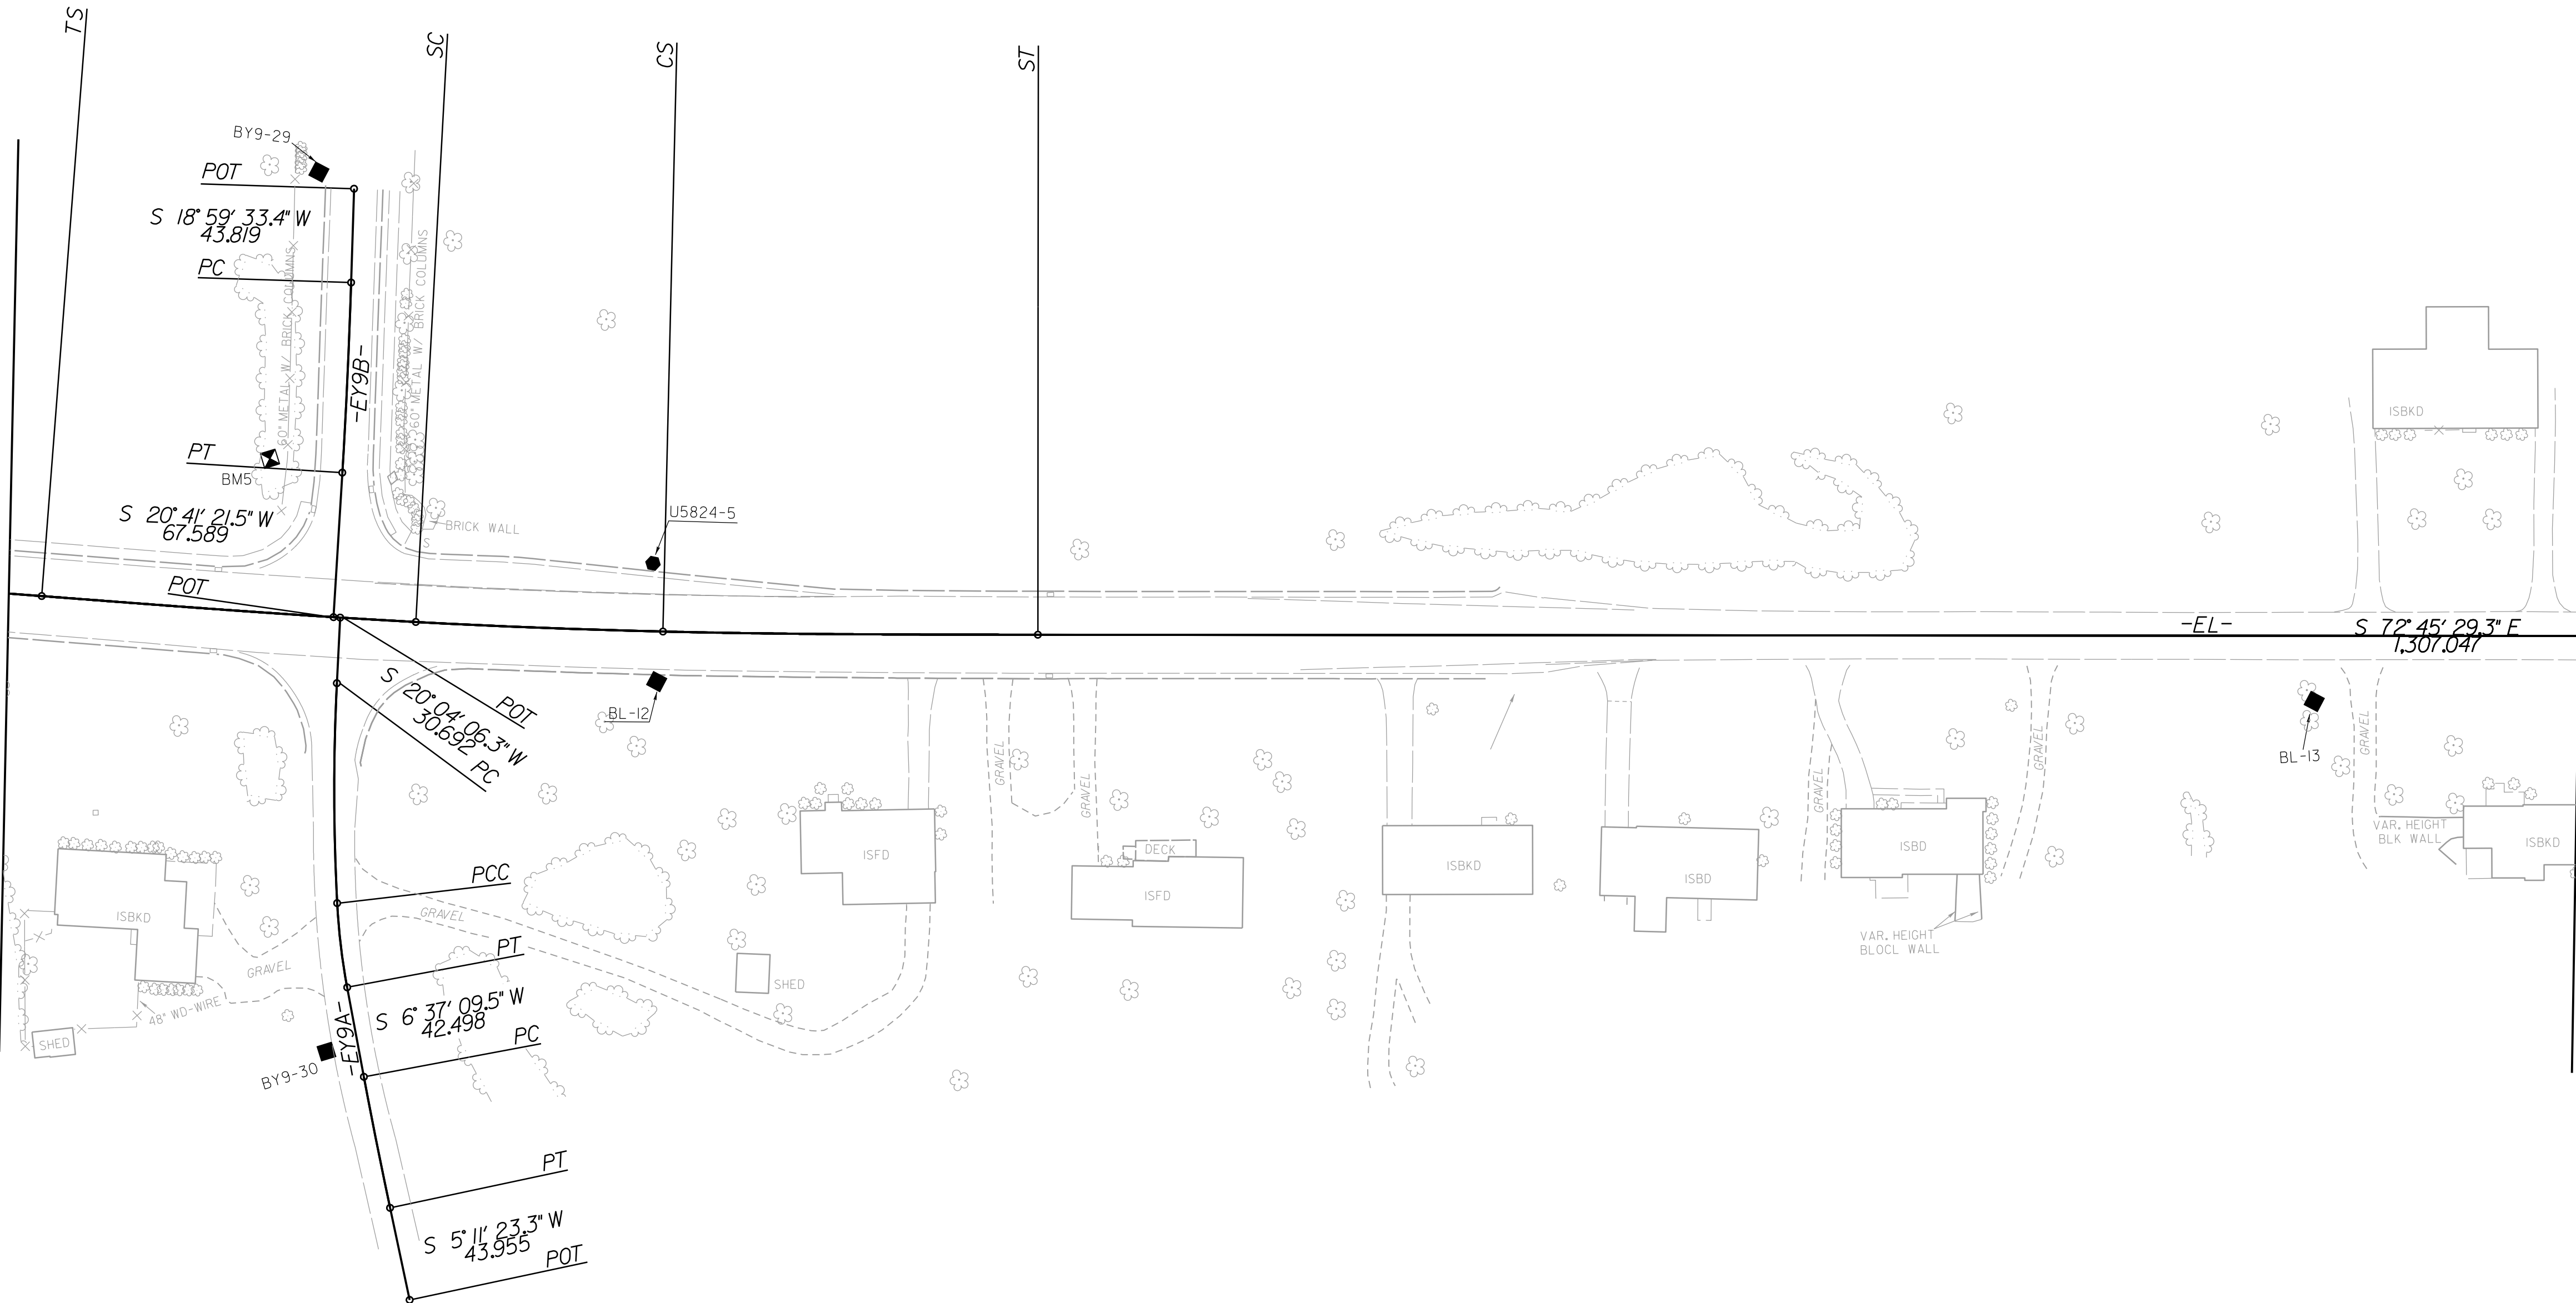 TS
SC
CS
ST
BY9-29
POT
S 18° 59' 33.4" W
43.819
PC
60" METAL W/ BRICK COLUMNS
60" METAL W/ BRICK COLUMNS
-EY9B-
ISBKD
PT
BM5
S 20° 41' 21.5" W
67.589
BRICK WALL
S
U5824-5
POT
-EL-
S 72° 45' 29.3" E
1,307.047
POT
S 20° 04' 06.3" W
30.692
PC
BL-12
BL-13
GRAVEL
GRAVEL
GRAVEL
GRAVEL
GRAVEL
ISBKD
ISFD
DECK
ISFD
ISBKD
ISBD
ISBD
VAR. HEIGHT
BLK WALL
ISBKD
PCC
GRAVEL
PT
VAR. HEIGHT
BLOCL WALL
GRAVEL
SHED
48" WD-WIRE
SHED
S 6° 37' 09.5" W
42.498
PC
-EY9A-
BY9-30
PT
S 5° 11' 23.3" W
43.955
POT